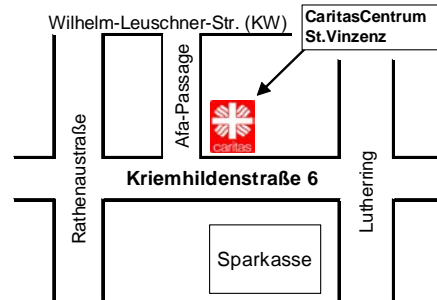 Wilhelm-Leuschner-Str. (KW)
CaritasCentrum
St.Vinzenz
Rathenaustraße
Afa-Passage
caritas
Lutherring
Kriemhildenstraße 6
Sparkasse